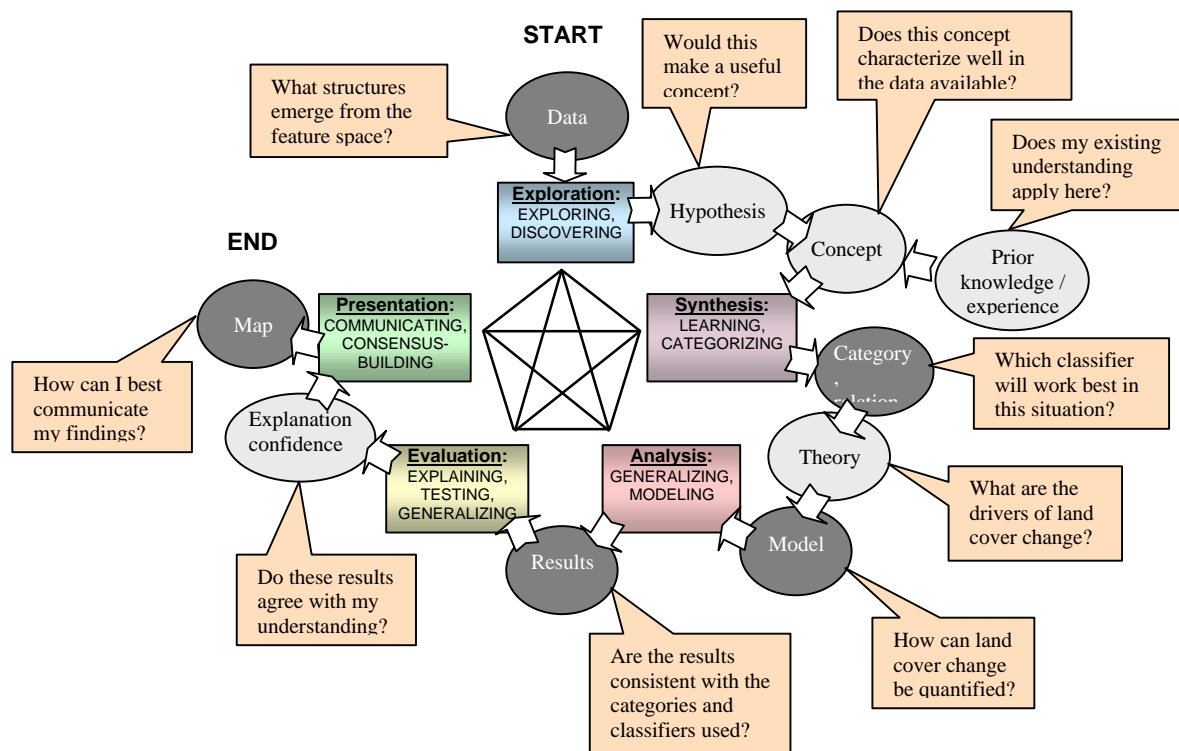 START
What structures
emerge from the
feature space?
Data
Would this
make a useful
concept?
Does this concept
characterize well in
the data available?
Does my existing
understanding
apply here?
Exploration:
EXPLORING,
DISCOVERING
Hypothesis
Concept
Prior
knowledge /
experience
END
Map
Presentation:
COMMUNICATING,
CONSENSUS-
BUILDING
Synthesis:
LEARNING,
CATEGORIZING
Category
,
relation
Which classifier
will work best in
this situation?
How can I best
communicate
my findings?
Explanation
confidence
Evaluation:
EXPLAINING,
TESTING,
GENERALIZING
Analysis:
GENERALIZING,
MODELING
Theory
What are the
drivers of land
cover change?
Results
Model
Do these results
agree with my
understanding?
Are the results
consistent with the
categories and
classifiers used?
How can land
cover change
be quantified?